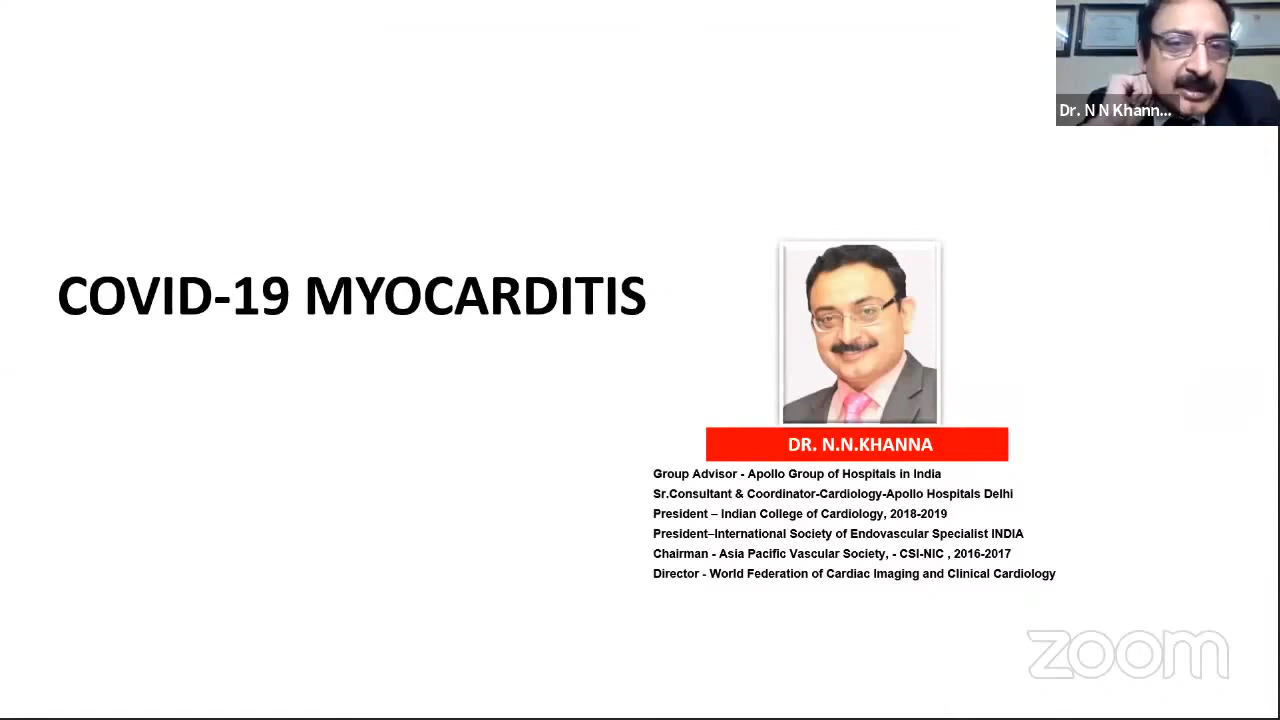 Dr. N N Khann...
COVID-19 MYOCARDITIS
DR. N.N.KHANNA
Group Advisor - Apollo Group of Hospitals in India
Sr.Consultant & Coordinator-Cardiology-Apollo Hospitals Delhi
President – Indian College of Cardiology, 2018-2019
President–International Society of Endovascular Specialist INDIA
Chairman - Asia Pacific Vascular Society, - CSI-NIC , 2016-2017
Director - World Federation of Cardiac Imaging and Clinical Cardiology
zoom